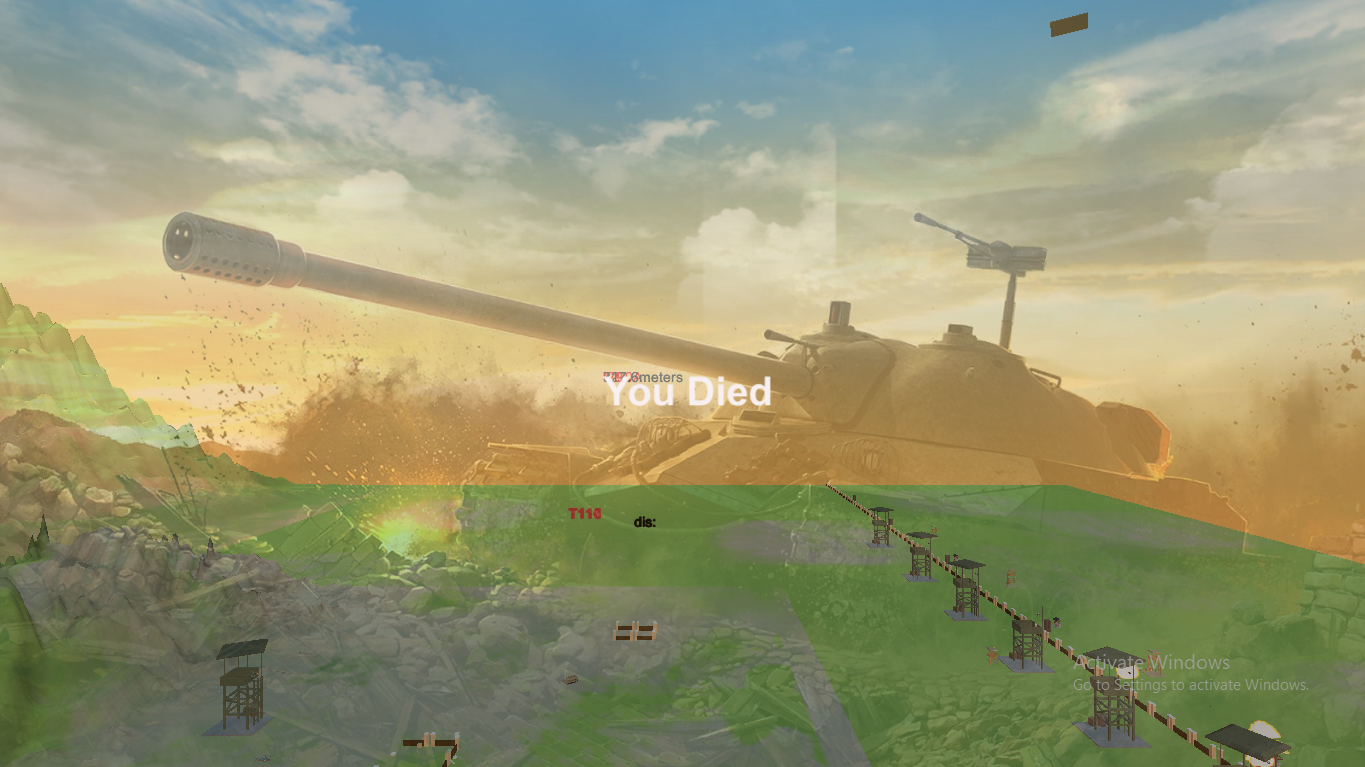 meters
You Died
T110
dis:
Activate Windows
Go to Settings to activate Windows.